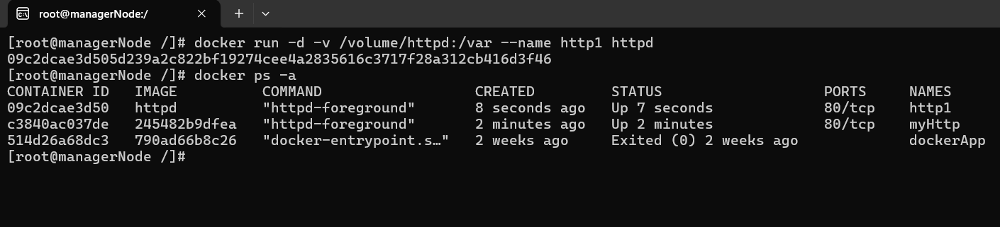 root@managerNode:/
[root@managerNode /]# docker run -d -v /volume/httpd:/var --name http1 httpd
09c2dcae3d505d239a2c822bf19274cee4a2835616c3717f28a312cb416d3f46
[root@managerNode /]# docker ps -a
CONTAINER ID   IMAGE          COMMAND                  CREATED         STATUS                   PORTS     NAMES
09c2dcae3d50   httpd          "httpd-foreground"       8 seconds ago   Up 7 seconds             80/tcp    http1
c3840ac037de   245482b9dfea   "httpd-foreground"       2 minutes ago   Up 2 minutes             80/tcp    myHttp
514d26a68dc3   790ad66b8c26   "docker-entrypoint.s…"   2 weeks ago     Exited (0) 2 weeks ago             dockerApp
[root@managerNode /]#